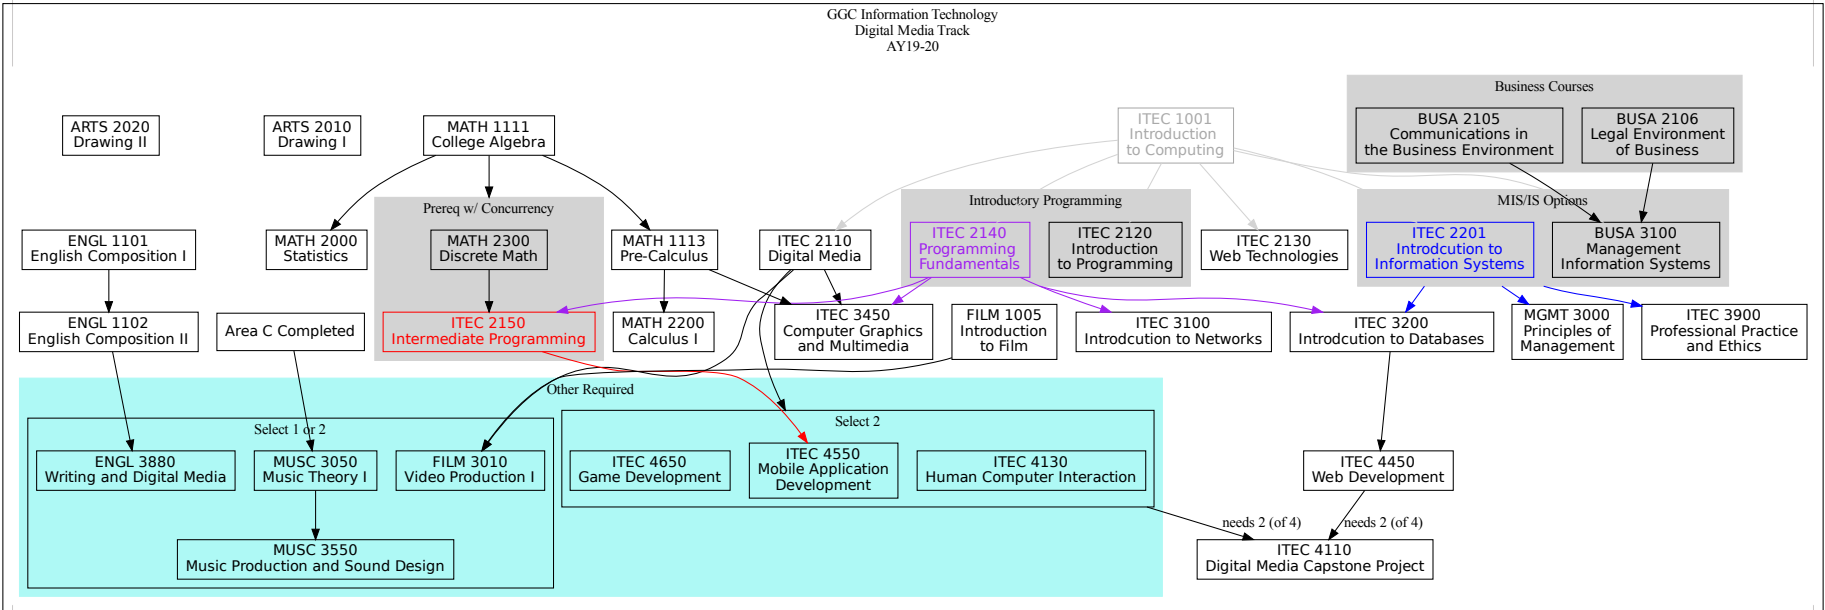 GGC Information Technology
Digital Media Track
AY19-20
Business Courses
ARTS 2020
Drawing II
ARTS 2010
Drawing I
MATH 1111
College Algebra
ITEC 1001
Introduction
to Computing
BUSA 2105
Communications in
the Business Environment
BUSA 2106
Legal Environment
of Business
Prereq w/ Concurrency
Introductory Programming
MIS/IS Options
ENGL 1101
English Composition I
MATH 2000
Statistics
MATH 2300
Discrete Math
MATH 1113
Pre-Calculus
ITEC 2110
Digital Media
ITEC 2140
Programming
Fundamentals
ITEC 2120
Introduction
to Programming
ITEC 2130
Web Technologies
ITEC 2201
Introdcution to
Information Systems
BUSA 3100
Management
Information Systems
ENGL 1102
English Composition II
Area C Completed
ITEC 2150
Intermediate Programming
MATH 2200
Calculus I
ITEC 3450
Computer Graphics
and Multimedia
FILM 1005
Introduction
to Film
ITEC 3100
Introdcution to Networks
ITEC 3200
Introdcution to Databases
MGMT 3000
Principles of
Management
ITEC 3900
Professional Practice
and Ethics
Other Required
Select 1 or 2
Select 2
ENGL 3880
Writing and Digital Media
MUSC 3050
Music Theory I
FILM 3010
Video Production I
ITEC 4650
Game Development
ITEC 4550
Mobile Application
Development
ITEC 4130
Human Computer Interaction
ITEC 4450
Web Development
needs 2 (of 4)
needs 2 (of 4)
MUSC 3550
Music Production and Sound Design
ITEC 4110
Digital Media Capstone Project